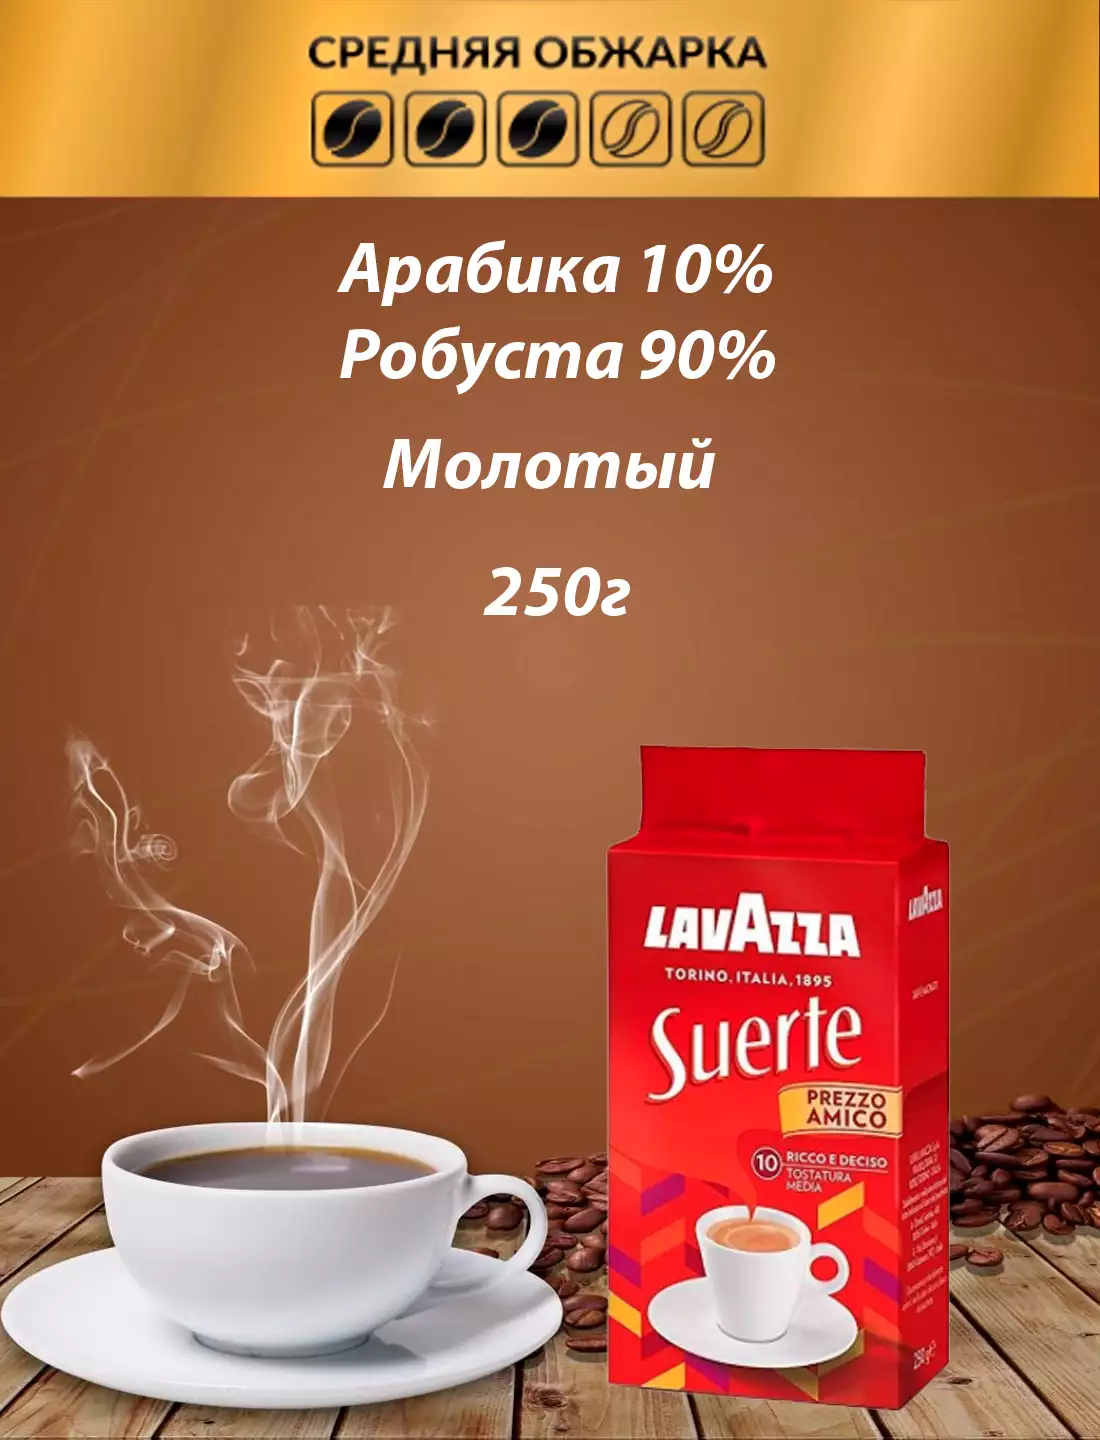 СРЕДНЯЯ ОБЖАРКА
Арабика 10%
Робуста 90%
Молотый
250г
LAVAZZA
TORINO, ITALIA, 1895
Suerte
PREZZO
AMICO
10 RICCO E DECISO
TOSTATURA
MEDIA
LAVAZZA
250 g e